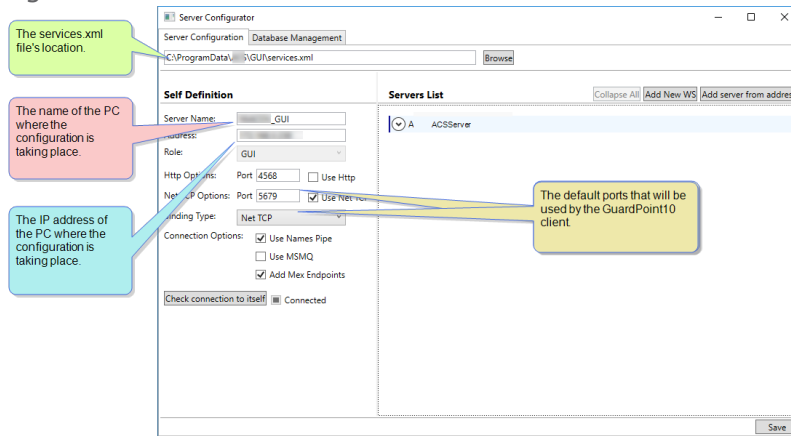 Server Configurator
Server Configuration Database Management
C:\ProgramData\ S\GUI\services.xml Browse
The services.xml
file's location.
Self Definition
Servers List Collapse All Add New WS Add server from addres
Server Name: _GUI
A ACSServer
The name of the PC
where the
configuration is
taking place.
Address:
Role: GUI
Http Options: Port 4568 Use Http
Net TCP Options: Port 5679 Use Net TCP
Binding Type: Net TCP
The default ports that will be
used by the GuardPoint10
client.
The IP address of
the PC where the
configuration is
taking place.
Connection Options: Use Names Pipe
Use MSMQ
Add Mex Endpoints
Check connection to itself Connected
Save